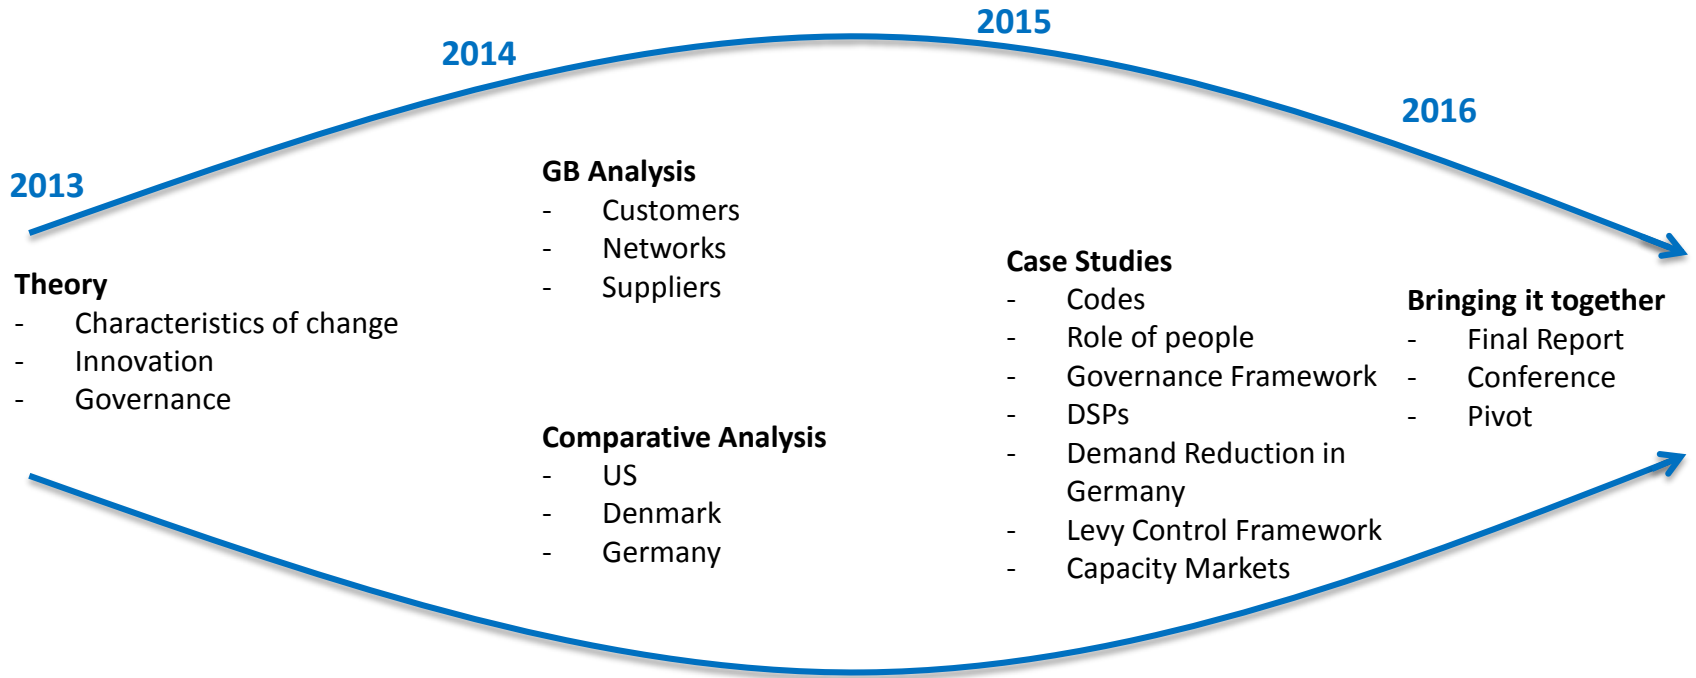 2013
2014
2015
2016
Theory
- Characteristics of change
- Innovation
- Governance
GB Analysis
- Customers
- Networks
- Suppliers
Comparative Analysis
- US
- Denmark
- Germany
Case Studies
- Codes
- Role of people
- Governance Framework
- DSPs
- Demand Reduction in
Germany
- Levy Control Framework
- Capacity Markets
Bringing it together
- Final Report
- Conference
- Pivot